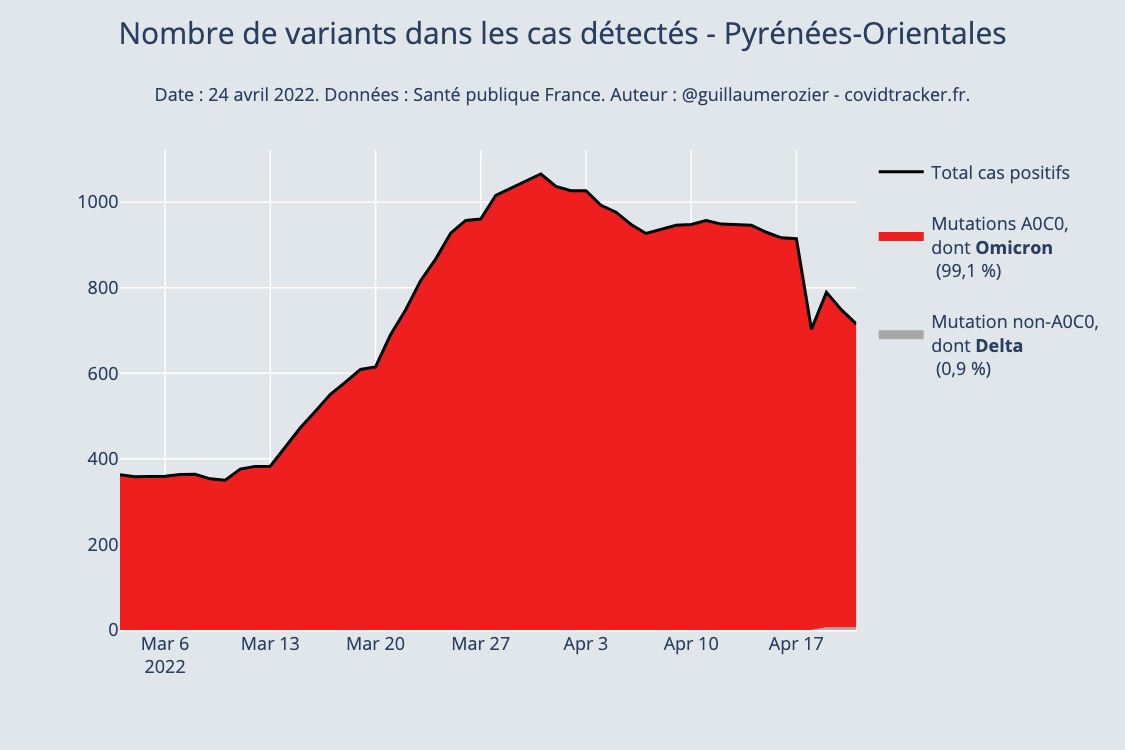 Nombre de variants dans les cas détectés - Pyrénées-Orientales
Date : 24 avril 2022. Données : Santé publique France. Auteur : @guillaumerozier - covidtracker.fr.
Total cas positifs
Mutations A0C0,
dont Omicron
(99,1 %)
Mutation non-A0C0,
dont Delta
(0,9 %)
1000
800
600
400
200
0
Mar 6
2022
Mar 13
Mar 20
Mar 27
Apr 3
Apr 10
Apr 17